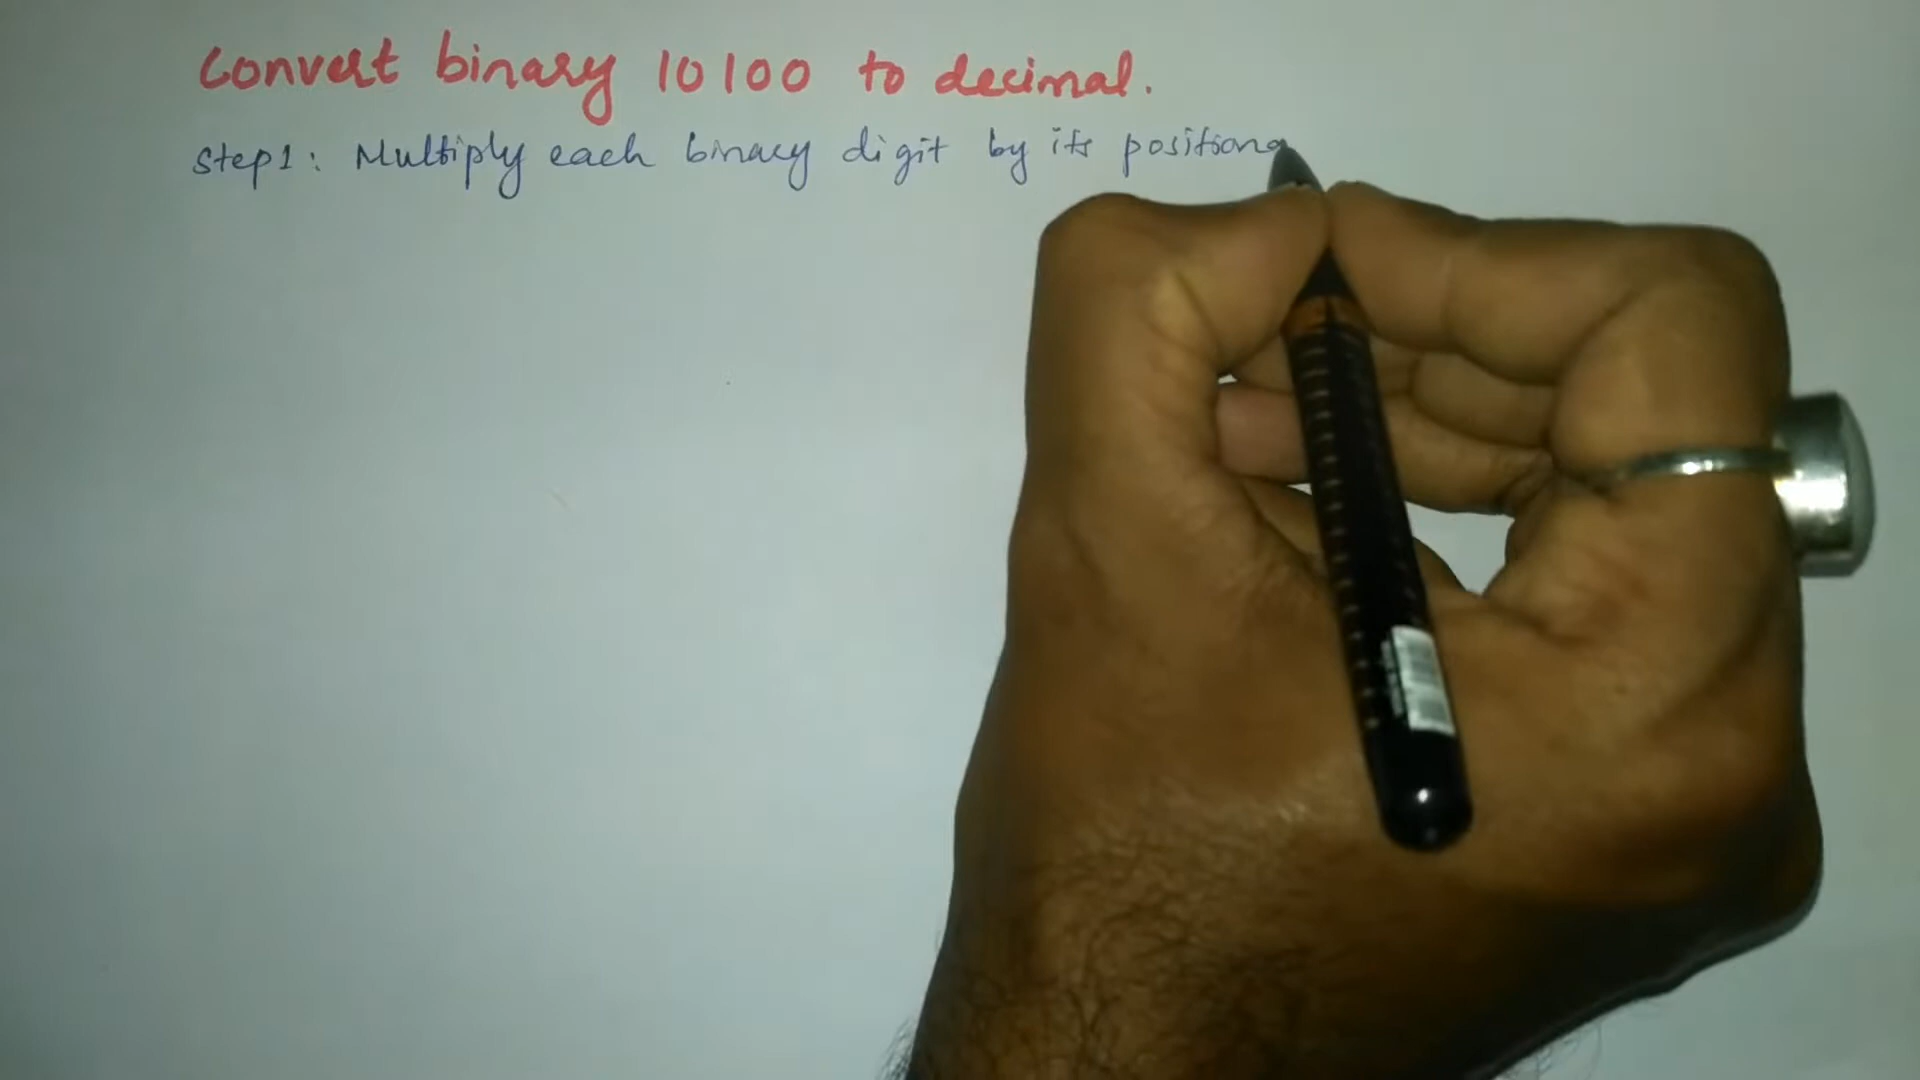 Convert binary 10100 to decimal.
Step1: Multiply each binary digit by its positiona